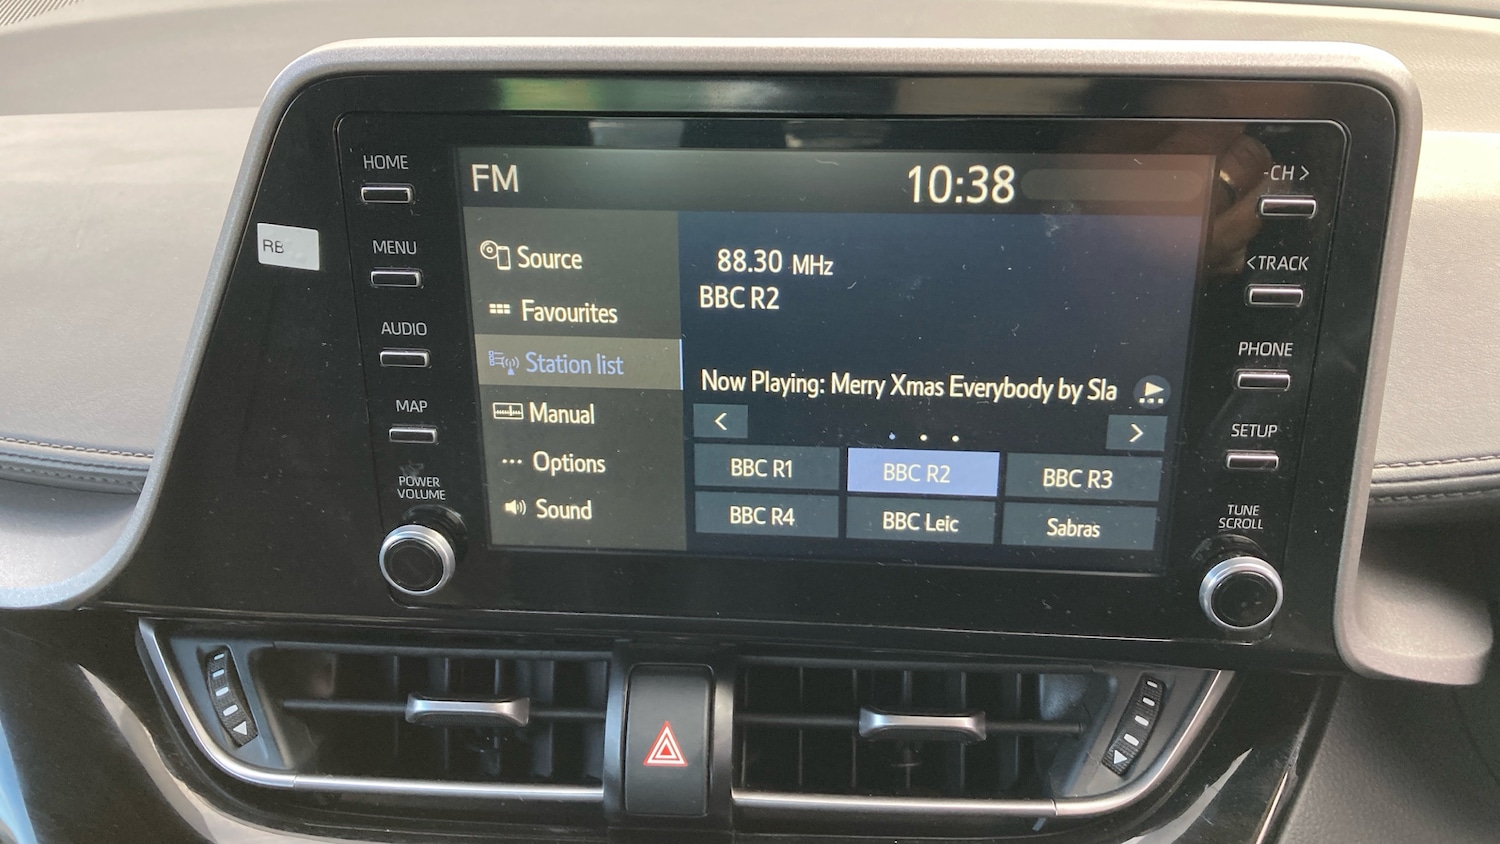 HOME
MENU
AUDIO
MAP
POWER
VOLUME
RB
FM
10:38
Source
Favourites
Station list
Manual
Options
Sound
88.30 MHz
BBC R2
Now Playing: Merry Xmas Everybody by Sla
<
>
BBC R1
BBC R2
BBC R3
BBC R4
BBC Leic
Sabras
CH >
<TRACK
PHONE
SETUP
TUNE
SCROLL